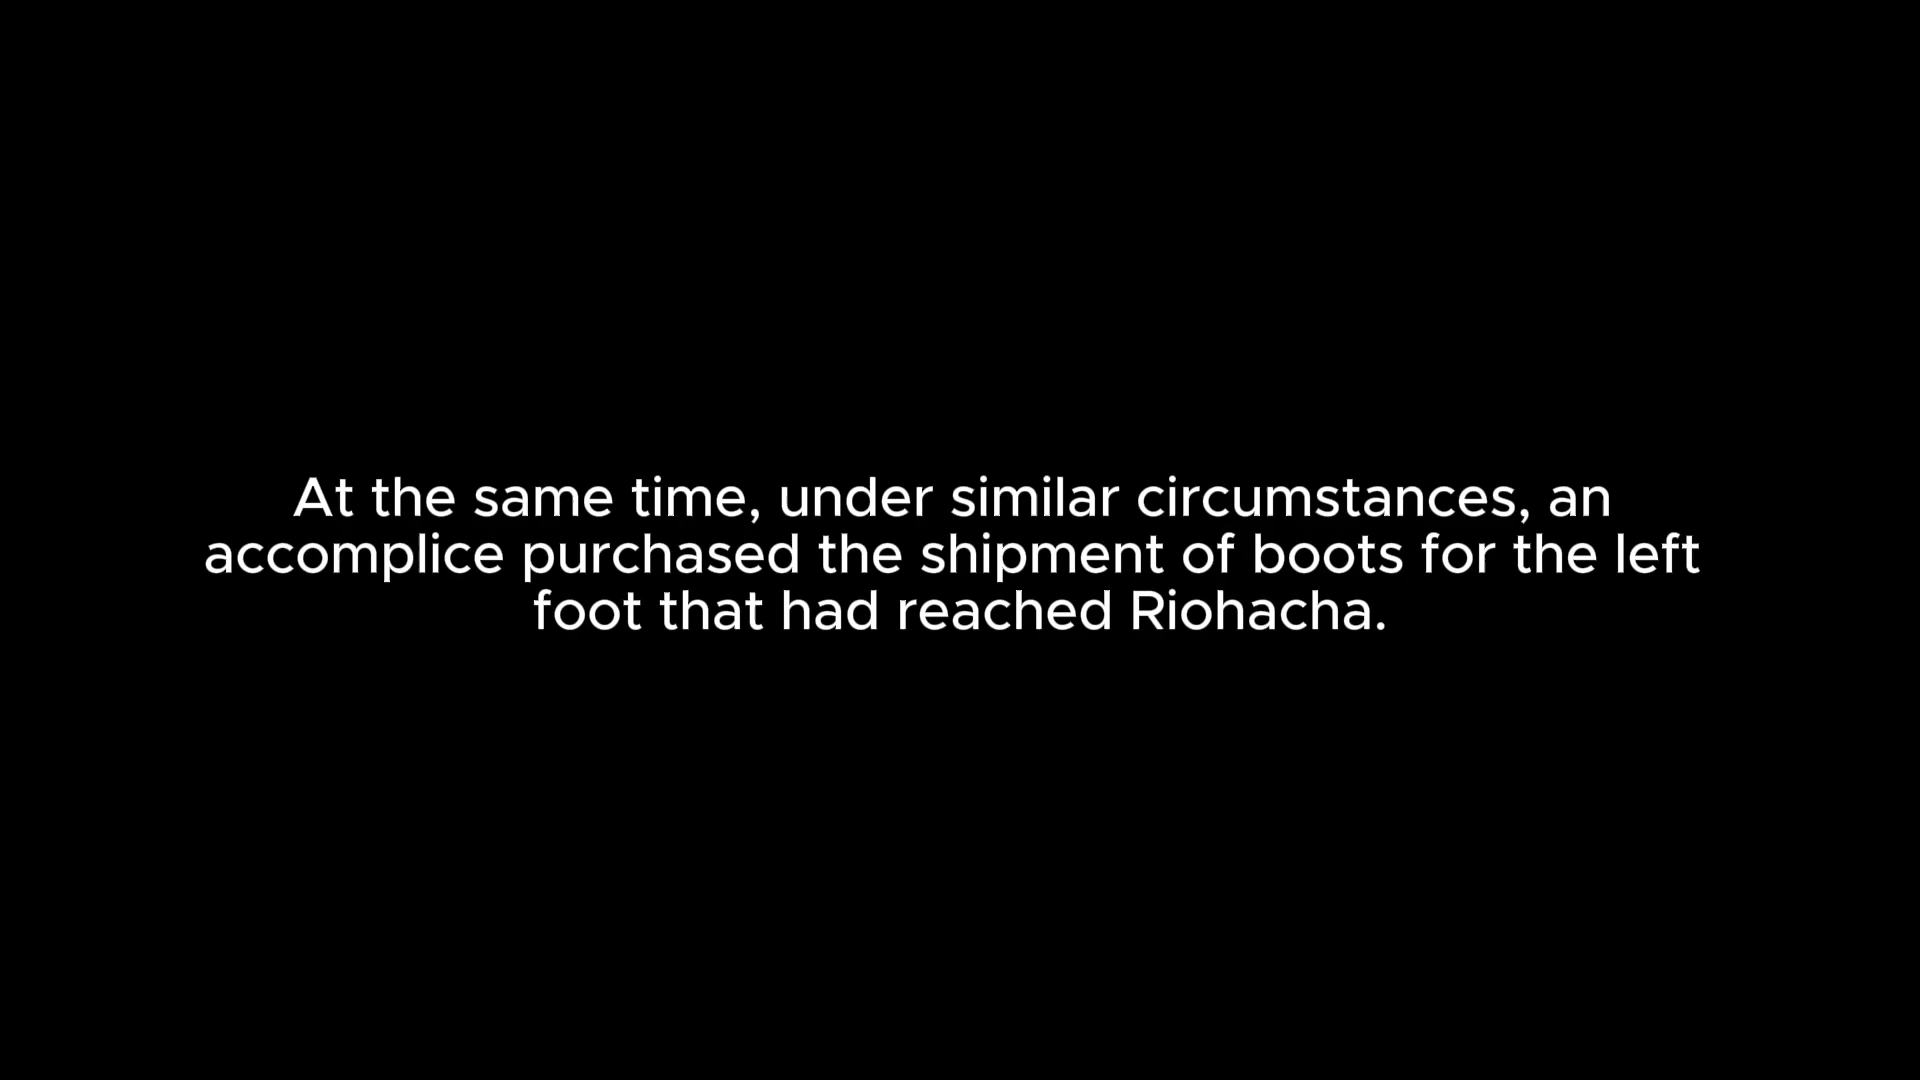 At the same time, under similar circumstances, an
accomplice purchased the shipment of boots for the left
foot that had reached Riohacha.